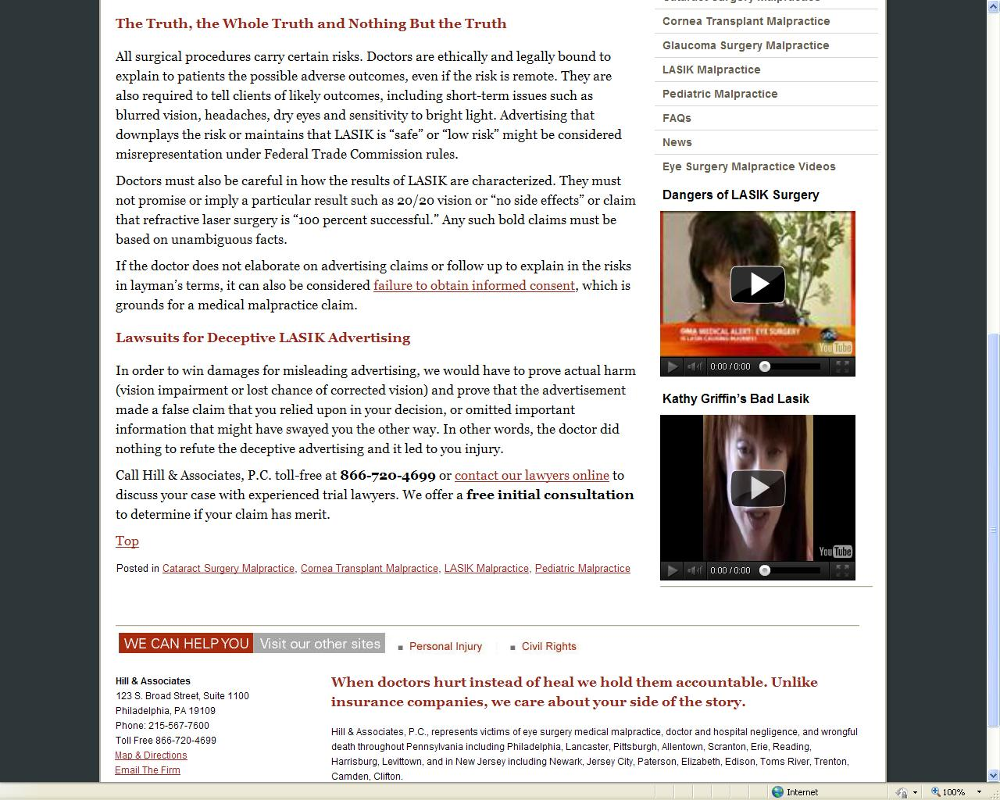 The Truth, the Whole Truth and Nothing But the Truth
All surgical procedures carry certain risks. Doctors are ethically and legally bound to
explain to patients the possible adverse outcomes, even if the risk is remote. They are
also required to tell clients of likely outcomes, including short-term issues such as
blurred vision, headaches, dry eyes and sensitivity to bright light. Advertising that
downplays the risk or maintains that LASIK is “safe” or “low risk” might be considered
misrepresentation under Federal Trade Commission rules.
Doctors must also be careful in how the results of LASIK are characterized. They must
not promise or imply a particular result such as 20/20 vision or “no side effects” or claim
that refractive laser surgery is “100 percent successful.” Any such bold claims must be
based on unambiguous facts.
If the doctor does not elaborate on advertising claims or follow up to explain in the risks
in layman’s terms, it can also be considered failure to obtain informed consent, which is
grounds for a medical malpractice claim.
Lawsuits for Deceptive LASIK Advertising
In order to win damages for misleading advertising, we would have to prove actual harm
(vision impairment or lost chance of corrected vision) and prove that the advertisement
made a false claim that you relied upon in your decision, or omitted important
information that might have swayed you the other way. In other words, the doctor did
nothing to refute the deceptive advertising and it led to you injury.
Call Hill & Associates, P.C. toll-free at 866-720-4699 or contact our lawyers online to
discuss your case with experienced trial lawyers. We offer a free initial consultation
to determine if your claim has merit.
Top
Posted in Cataract Surgery Malpractice, Cornea Transplant Malpractice, LASIK Malpractice, Pediatric Malpractice
Cataract Surgery Malpractice
Cornea Transplant Malpractice
Glaucoma Surgery Malpractice
LASIK Malpractice
Pediatric Malpractice
FAQs
News
Eye Surgery Malpractice Videos
Dangers of LASIK Surgery
GMA MEDICAL ALERT: EYE SURGERY
IS LASIK CAUSING INJURIES?
YouTube
0:00 / 0:00
Kathy Griffin’s Bad Lasik
YouTube
0:00 / 0:00
WE CAN HELP YOU Visit our other sites
Personal Injury
Civil Rights
Hill & Associates
123 S. Broad Street, Suite 1100
Philadelphia, PA 19109
Phone: 215-567-7600
Toll Free 866-720-4699
Map & Directions
Email The Firm
When doctors hurt instead of heal we hold them accountable. Unlike
insurance companies, we care about your side of the story.
Hill & Associates, P.C., represents victims of eye surgery medical malpractice, doctor and hospital negligence, and wrongful
death throughout Pennsylvania including Philadelphia, Lancaster, Pittsburgh, Allentown, Scranton, Erie, Reading,
Harrisburg, Levittown, and in New Jersey including Newark, Jersey City, Paterson, Elizabeth, Edison, Toms River, Trenton,
Camden, Clifton.
Internet
100%